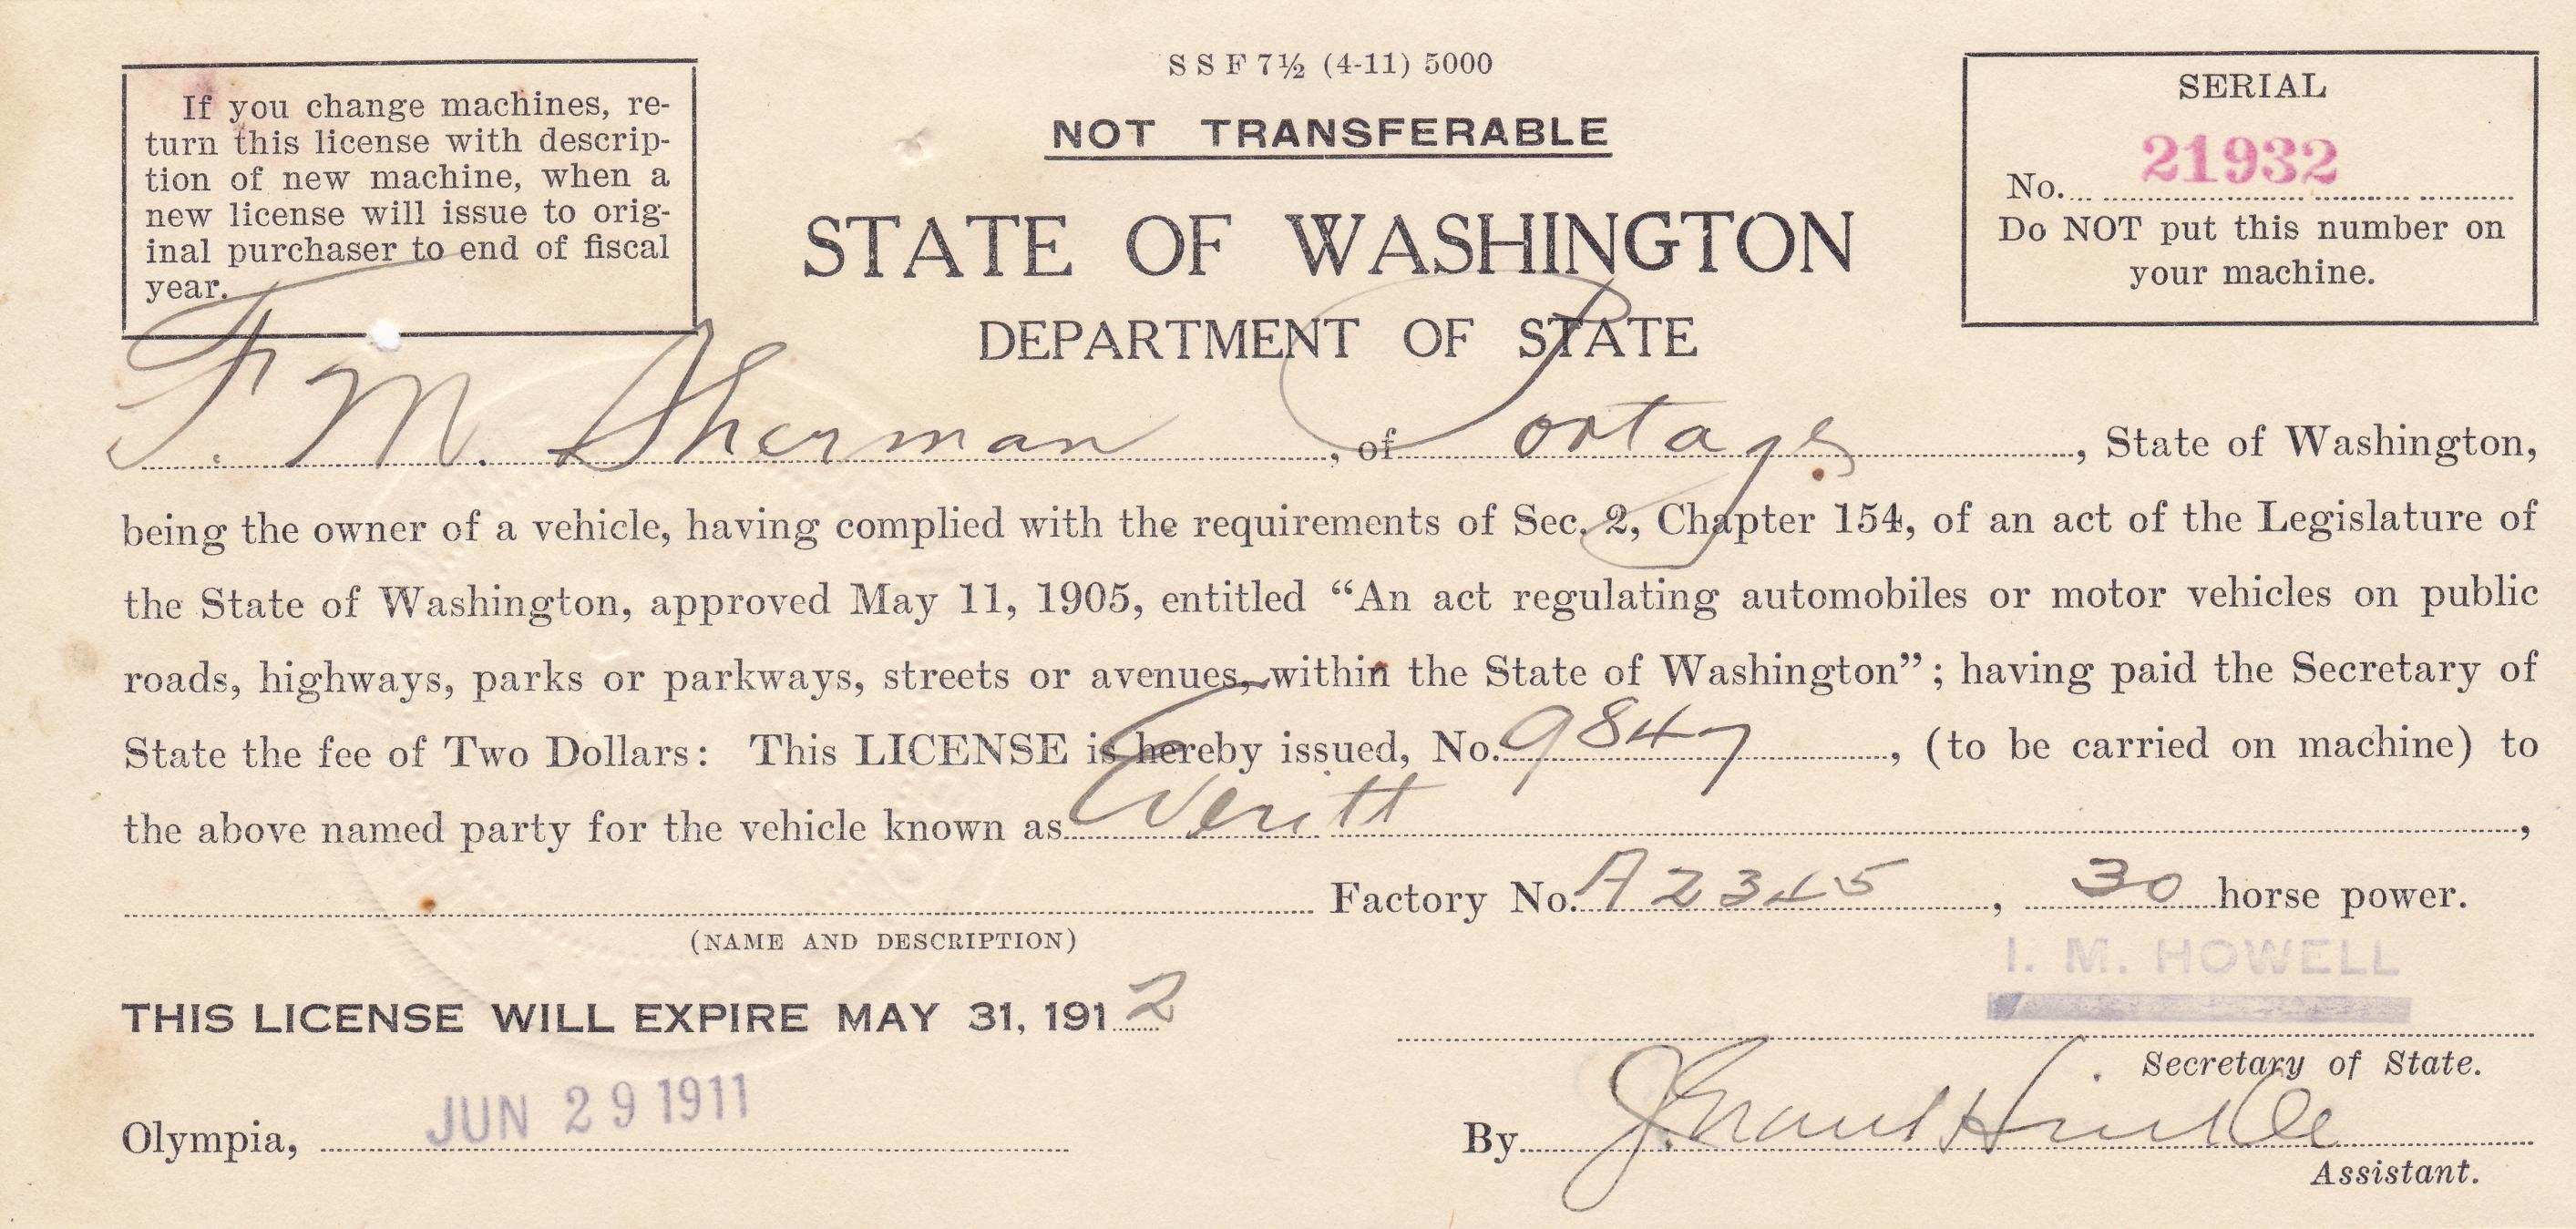 If you change machines, re-
turn this license with descrip-
tion of new machine, when a
new license will issue to orig-
inal purchaser to end of fiscal
year.
S S F 7½ (4-11) 5000
NOT TRANSFERABLE
STATE OF WASHINGTON
DEPARTMENT OF STATE
SERIAL
No. 21932
Do NOT put this number on
your machine.
F. M. Sherman, of Portage, State of Washington,
being the owner of a vehicle, having complied with the requirements of Sec. 2, Chapter 154, of an act of the Legislature of
the State of Washington, approved May 11, 1905, entitled “An act regulating automobiles or motor vehicles on public
roads, highways, parks or parkways, streets or avenues, within the State of Washington”; having paid the Secretary of
State the fee of Two Dollars: This LICENSE is hereby issued, No. 9847, (to be carried on machine) to
the above named party for the vehicle known as Everitt,
Factory No. A2345, 30 horse power.
(NAME AND DESCRIPTION)
I. M. HOWELL
THIS LICENSE WILL EXPIRE MAY 31, 1912
Secretary of State.
Olympia, JUN 29 1911
By J. Grant Hinkle
Assistant.